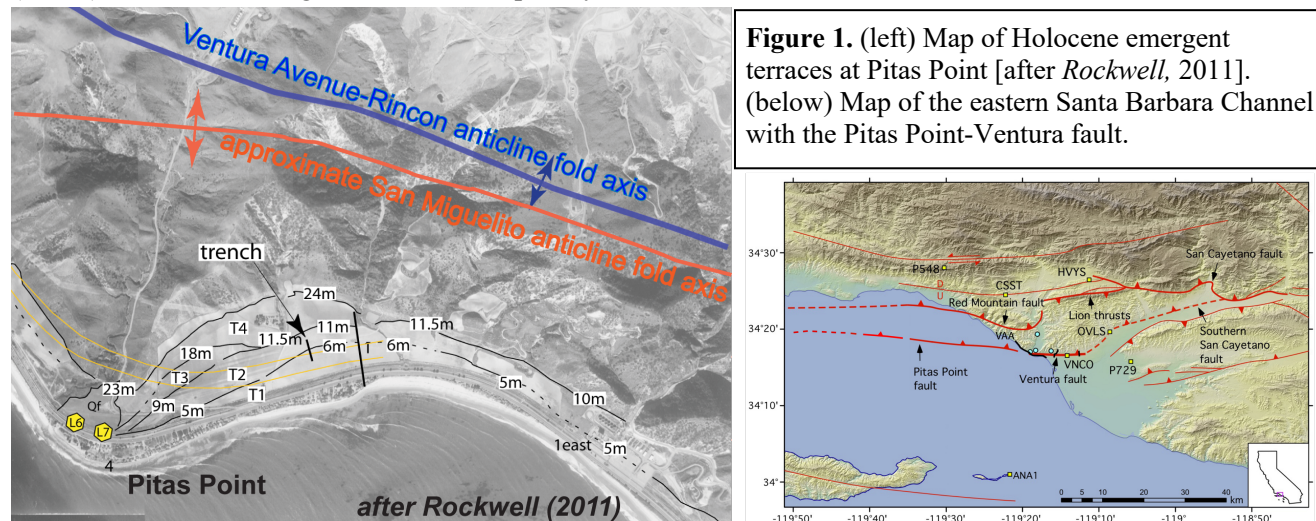 Ventura Avenue-Rincon anticline fold axis
approximate San Miguelito anticline fold axis
trench
24m
T4
11m
11.5m
11.5m
18m
6m
6m
T3
T2
5m
23m
T1
9m
5m
10m
Qf
L6
L7
1east
5m
4
Pitas Point
after Rockwell (2011)
Figure 1. (left) Map of Holocene emergent
terraces at Pitas Point [after Rockwell, 2011].
(below) Map of the eastern Santa Barbara Channel
with the Pitas Point-Ventura fault.
34°30'
34°20'
34°10'
34°
San Cayetano fault
P548
HVYS
D
U
CSST
Red Mountain fault
Lion thrusts
VAA
OVLS
Southern
San Cayetano
fault
Pitas Point
fault
Ventura fault
VNCO
P729
ANA1
0 5 10 20 30 40
km
-119°50' -119°40' -119°30' -119°20' -119°10' -119° -118°50'